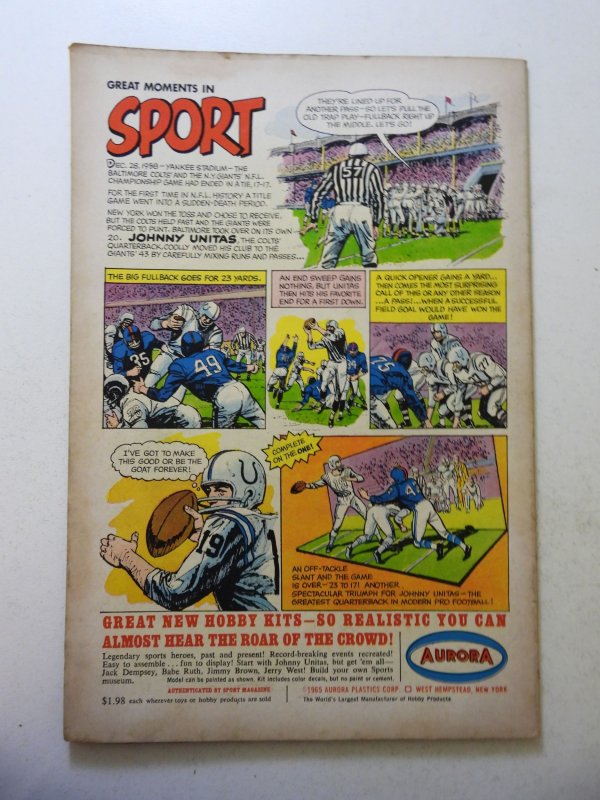 GREAT MOMENTS IN
SPORT
DEC. 28, 1958 - YANKEE STADIUM - THE
BALTIMORE COLTS' AND THE N.Y. GIANTS' N.F.L.
CHAMPIONSHIP GAME HAD ENDED IN A TIE, 17-17.
FOR THE FIRST TIME IN N.F.L. HISTORY A TITLE
GAME WENT INTO A SUDDEN-DEATH PERIOD.
NEW YORK WON THE TOSS AND CHOSE TO RECEIVE,
BUT THE COLTS HELD FAST AND THE GIANTS WERE
FORCED TO PUNT. BALTIMORE TOOK OVER ON ITS OWN
20. JOHNNY UNITAS, THE COLTS'
QUARTERBACK, COOLLY MOVED HIS CLUB TO THE
GIANTS' 43 BY CAREFULLY MIXING RUNS AND PASSES...
THEY'RE LINED UP FOR
ANOTHER PASS-SO LET'S PULL THE
OLD TRAP PLAY-FULLBACK RIGHT UP
THE MIDDLE. LET'S GO!
57
THE BIG FULLBACK GOES FOR 23 YARDS.
35
49
AN END SWEEP GAINS
NOTHING, BUT UNITAS
THEN HITS HIS FAVORITE
END FOR A FIRST DOWN.
A QUICK OPENER GAINS A YARD...
THEN COMES THE MOST SURPRISING
CALL OF THIS OR ANY OTHER SEASON
...A PASS!...WHEN A SUCCESSFUL
FIELD GOAL WOULD HAVE WON THE
GAME!
75
I'VE GOT TO MAKE
THIS GOOD OR BE THE
GOAT FOREVER!
19
1
COMPLETE
ON THE ONE!
4
AN OFF-TACKLE
SLANT AND THE GAME
IS OVER-'23 TO 17! ANOTHER
SPECTACULAR TRIUMPH FOR JOHNNY UNITAS - THE
GREATEST QUARTERBACK IN MODERN PRO FOOTBALL!
GREAT NEW HOBBY KITS-SO REALISTIC YOU CAN
ALMOST HEAR THE ROAR OF THE CROWD!
Legendary sports heroes, past and present! Record-breaking events recreated!
Easy to assemble... fun to display! Start with Johnny Unitas, but get 'em all-
Jack Dempsey, Babe Ruth, Jimmy Brown, Jerry West! Build your own Sports
museum. Model can be painted as shown. Kit includes color decals, but no paint or cement.
AUTHENTICATED BY SPORT MAGAZINE
$1.98 each wherever toys or hobby products are sold
AURORA
©1965 AURORA PLASTICS CORP. □ WEST HEMPSTEAD, NEW YORK
The World's Largest Manufacturer of Hobby Products